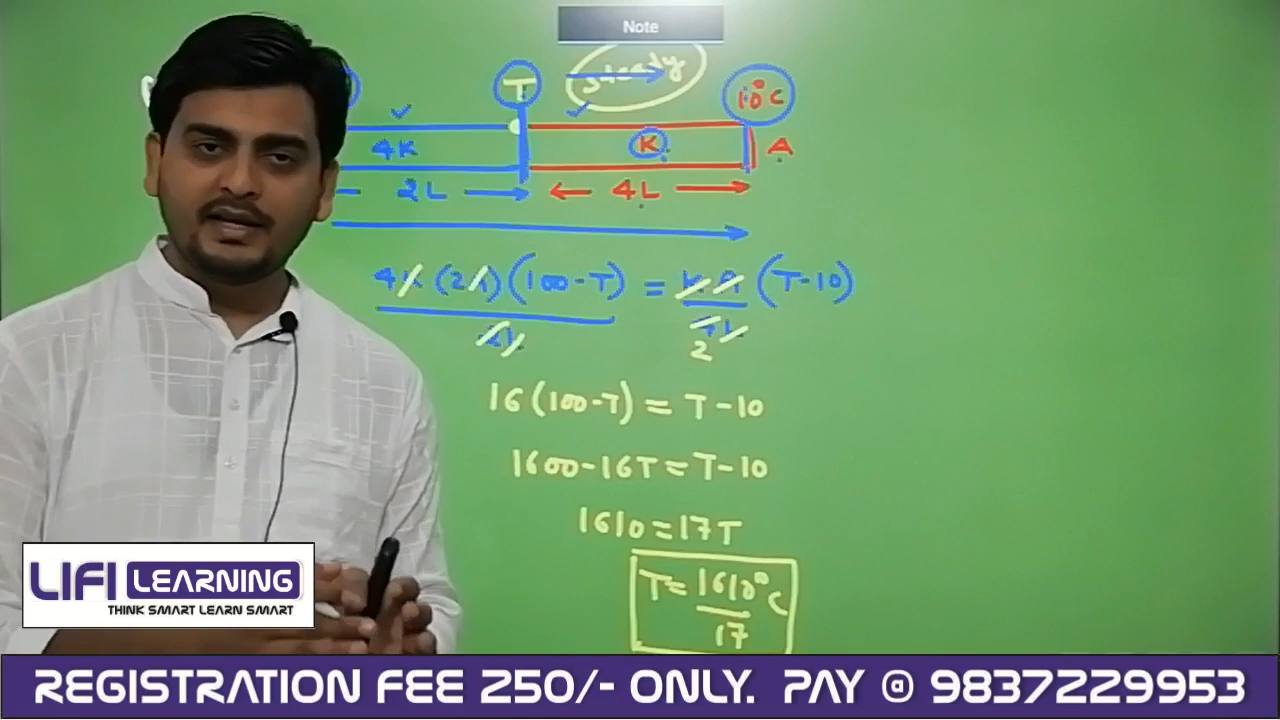 Note
T
steady
10°C
4K
K
A
2L
4L
4K (2A) (100-T) = K A (T-10)
2L 4L
2
16(100-T) = T-10
1600-16T = T-10
1610 = 17T
T = 1610°C
17
LIFI LEARNING
THINK SMART LEARN SMART
REGISTRATION FEE 250/- ONLY. PAY @ 9837229953